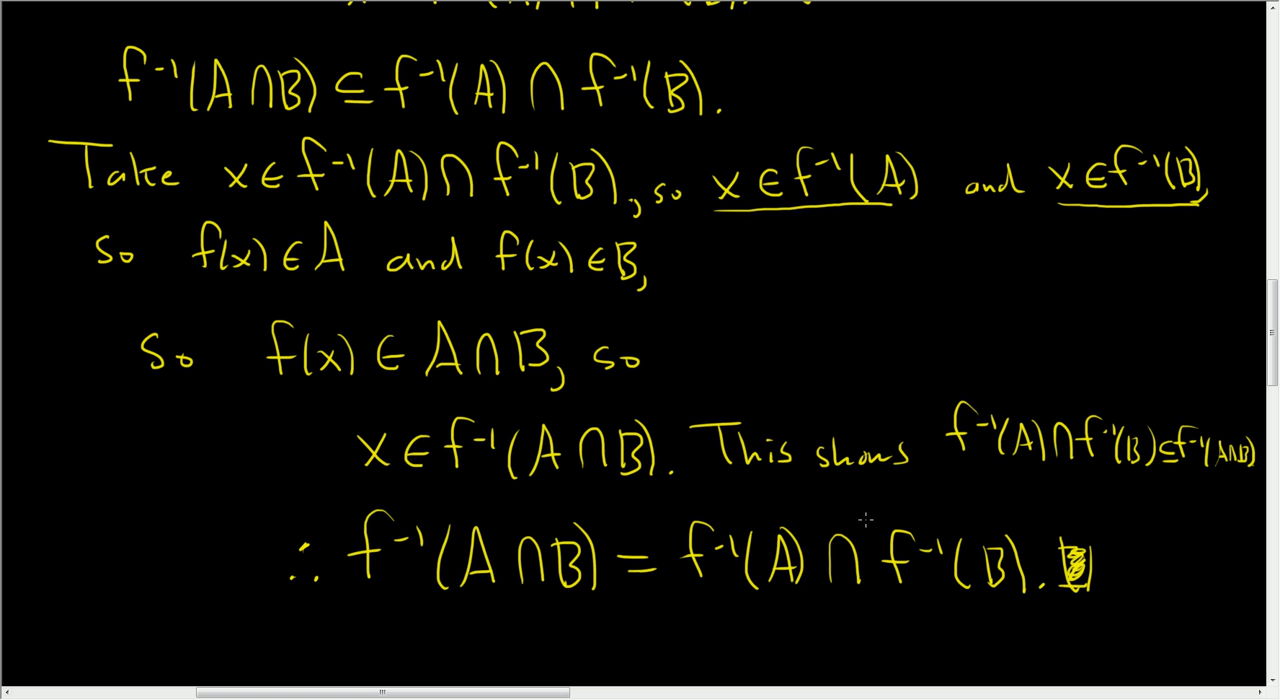 f⁻¹(A∩B) ⊆ f⁻¹(A) ∩ f⁻¹(B).
Take x ∈ f⁻¹(A) ∩ f⁻¹(B), so x ∈ f⁻¹(A) and x ∈ f⁻¹(B),
so f(x) ∈ A and f(x) ∈ B,
so f(x) ∈ A∩B, so
x ∈ f⁻¹(A∩B). This shows f⁻¹(A)∩f⁻¹(B)⊆f⁻¹(A∩B)
∴ f⁻¹(A∩B) = f⁻¹(A) ∩ f⁻¹(B).